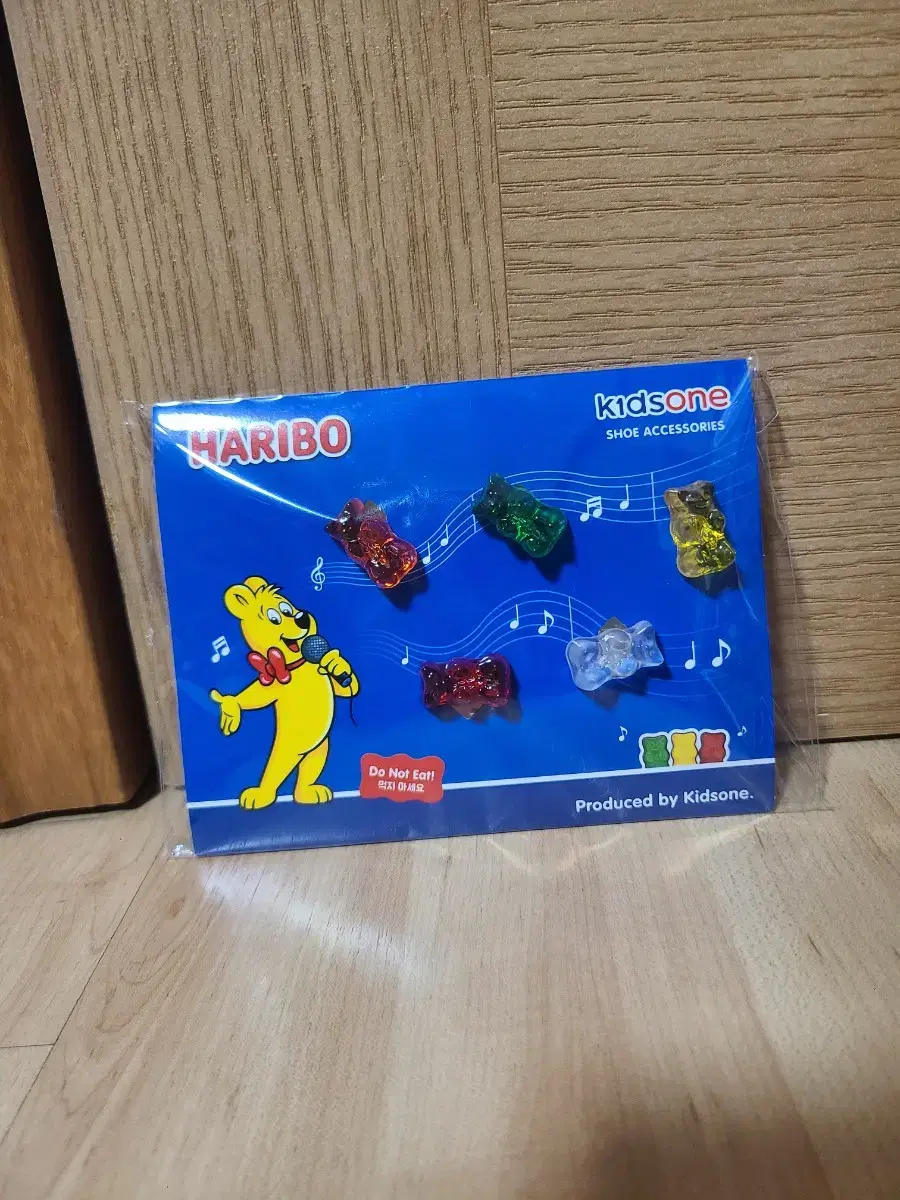 HARIBO
kidsone
SHOE ACCESSORIES
Do Not Eat!
먹지 마세요
Produced by Kidsone.